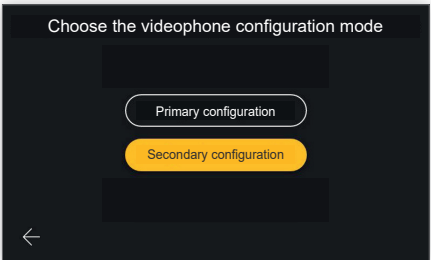 Choose the videophone configuration mode
Primary configuration
Secondary configuration